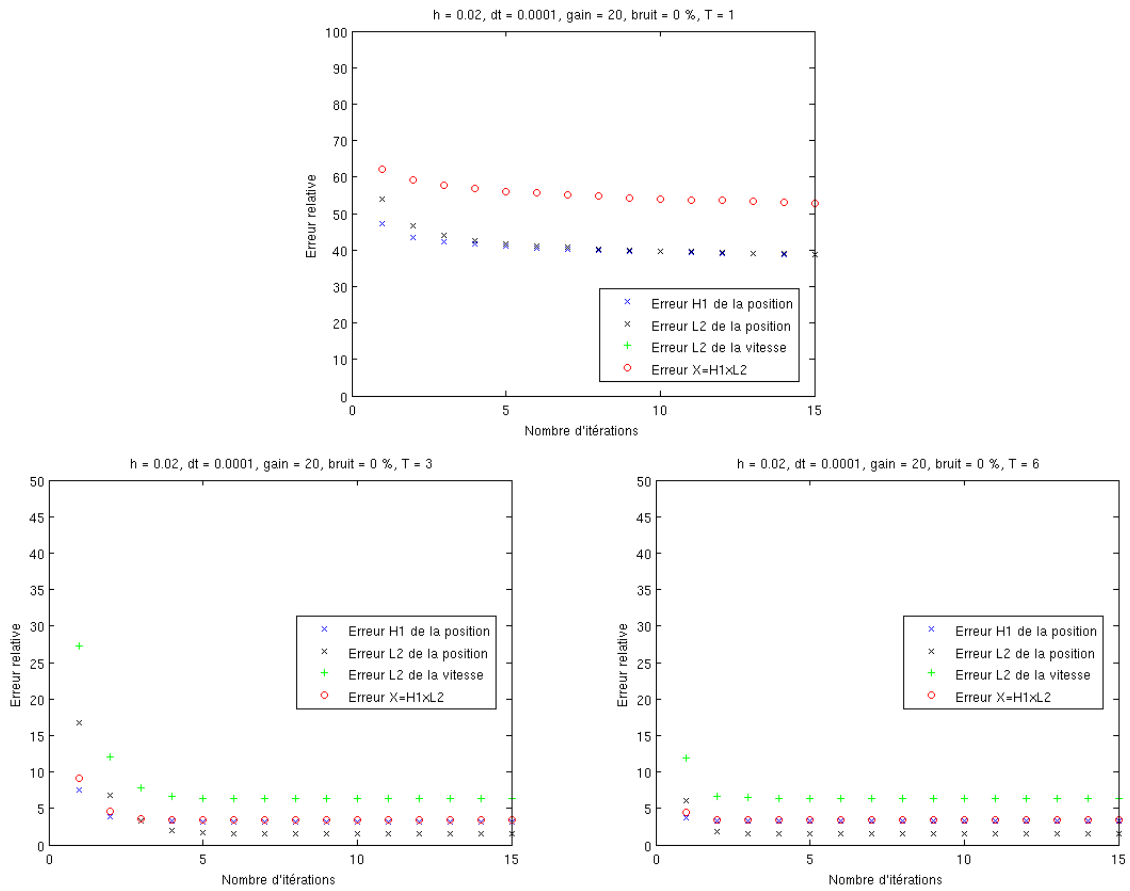 h = 0.02, dt = 0.0001, gain = 20, bruit = 0 %, T = 1
100
90
80
70
60
50
40
30
20
10
0
Erreur relative
Erreur H1 de la position
Erreur L2 de la position
Erreur L2 de la vitesse
Erreur X=H1xL2
0
5
10
15
Nombre d'itérations
h = 0.02, dt = 0.0001, gain = 20, bruit = 0 %, T = 3
50
45
40
35
30
25
20
15
10
5
0
Erreur relative
Erreur H1 de la position
Erreur L2 de la position
Erreur L2 de la vitesse
Erreur X=H1xL2
0
5
10
15
Nombre d'itérations
h = 0.02, dt = 0.0001, gain = 20, bruit = 0 %, T = 6
50
45
40
35
30
25
20
15
10
5
0
Erreur relative
Erreur H1 de la position
Erreur L2 de la position
Erreur L2 de la vitesse
Erreur X=H1xL2
0
5
10
15
Nombre d'itérations